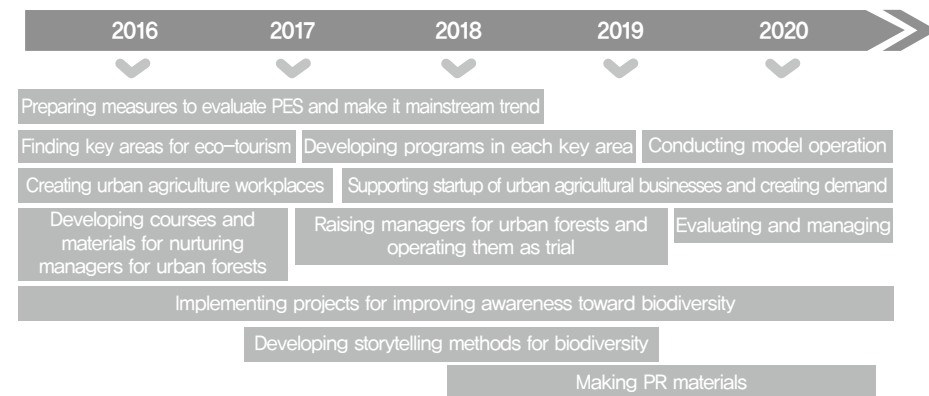 2016 2017 2018 2019 2020
Preparing measures to evaluate PES and make it mainstream trend
Finding key areas for eco-tourism
Developing programs in each key area
Conducting model operation
Creating urban agriculture workplaces
Supporting startup of urban agricultural businesses and creating demand
Developing courses and
materials for nurturing
managers for urban forests
Raising managers for urban forests and
operating them as trial
Evaluating and managing
Implementing projects for improving awareness toward biodiversity
Developing storytelling methods for biodiversity
Making PR materials